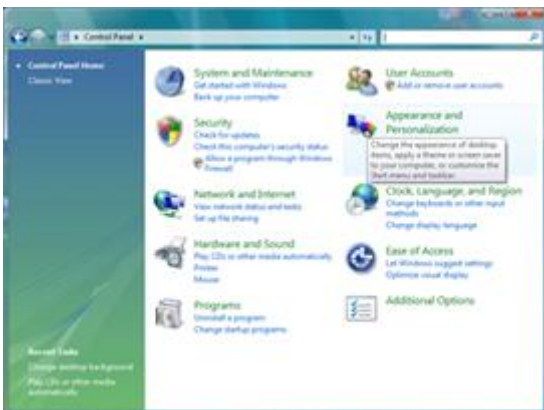 Control Panel
Control Panel Home
Classic View
System and Maintenance
Get started with Windows
Back up your computer
Security
Check for updates
Check this computer's security status
Allow a program through Windows
Firewall
Network and Internet
View network status and tasks
Set up file sharing
Hardware and Sound
Play CDs or other media automatically
Printer
Mouse
Programs
Uninstall a program
Change startup programs
User Accounts
Add or remove user accounts
Appearance and
Personalization
Change the appearance of desktop
items, apply a theme or screen saver
to your computer, or customize the
Start menu and taskbar.
Clock, Language, and Region
Change keyboards or other input
methods
Change display language
Ease of Access
Let Windows suggest settings
Optimize visual display
Additional Options
Recent Tasks
Change desktop background
Play CDs or other media
automatically